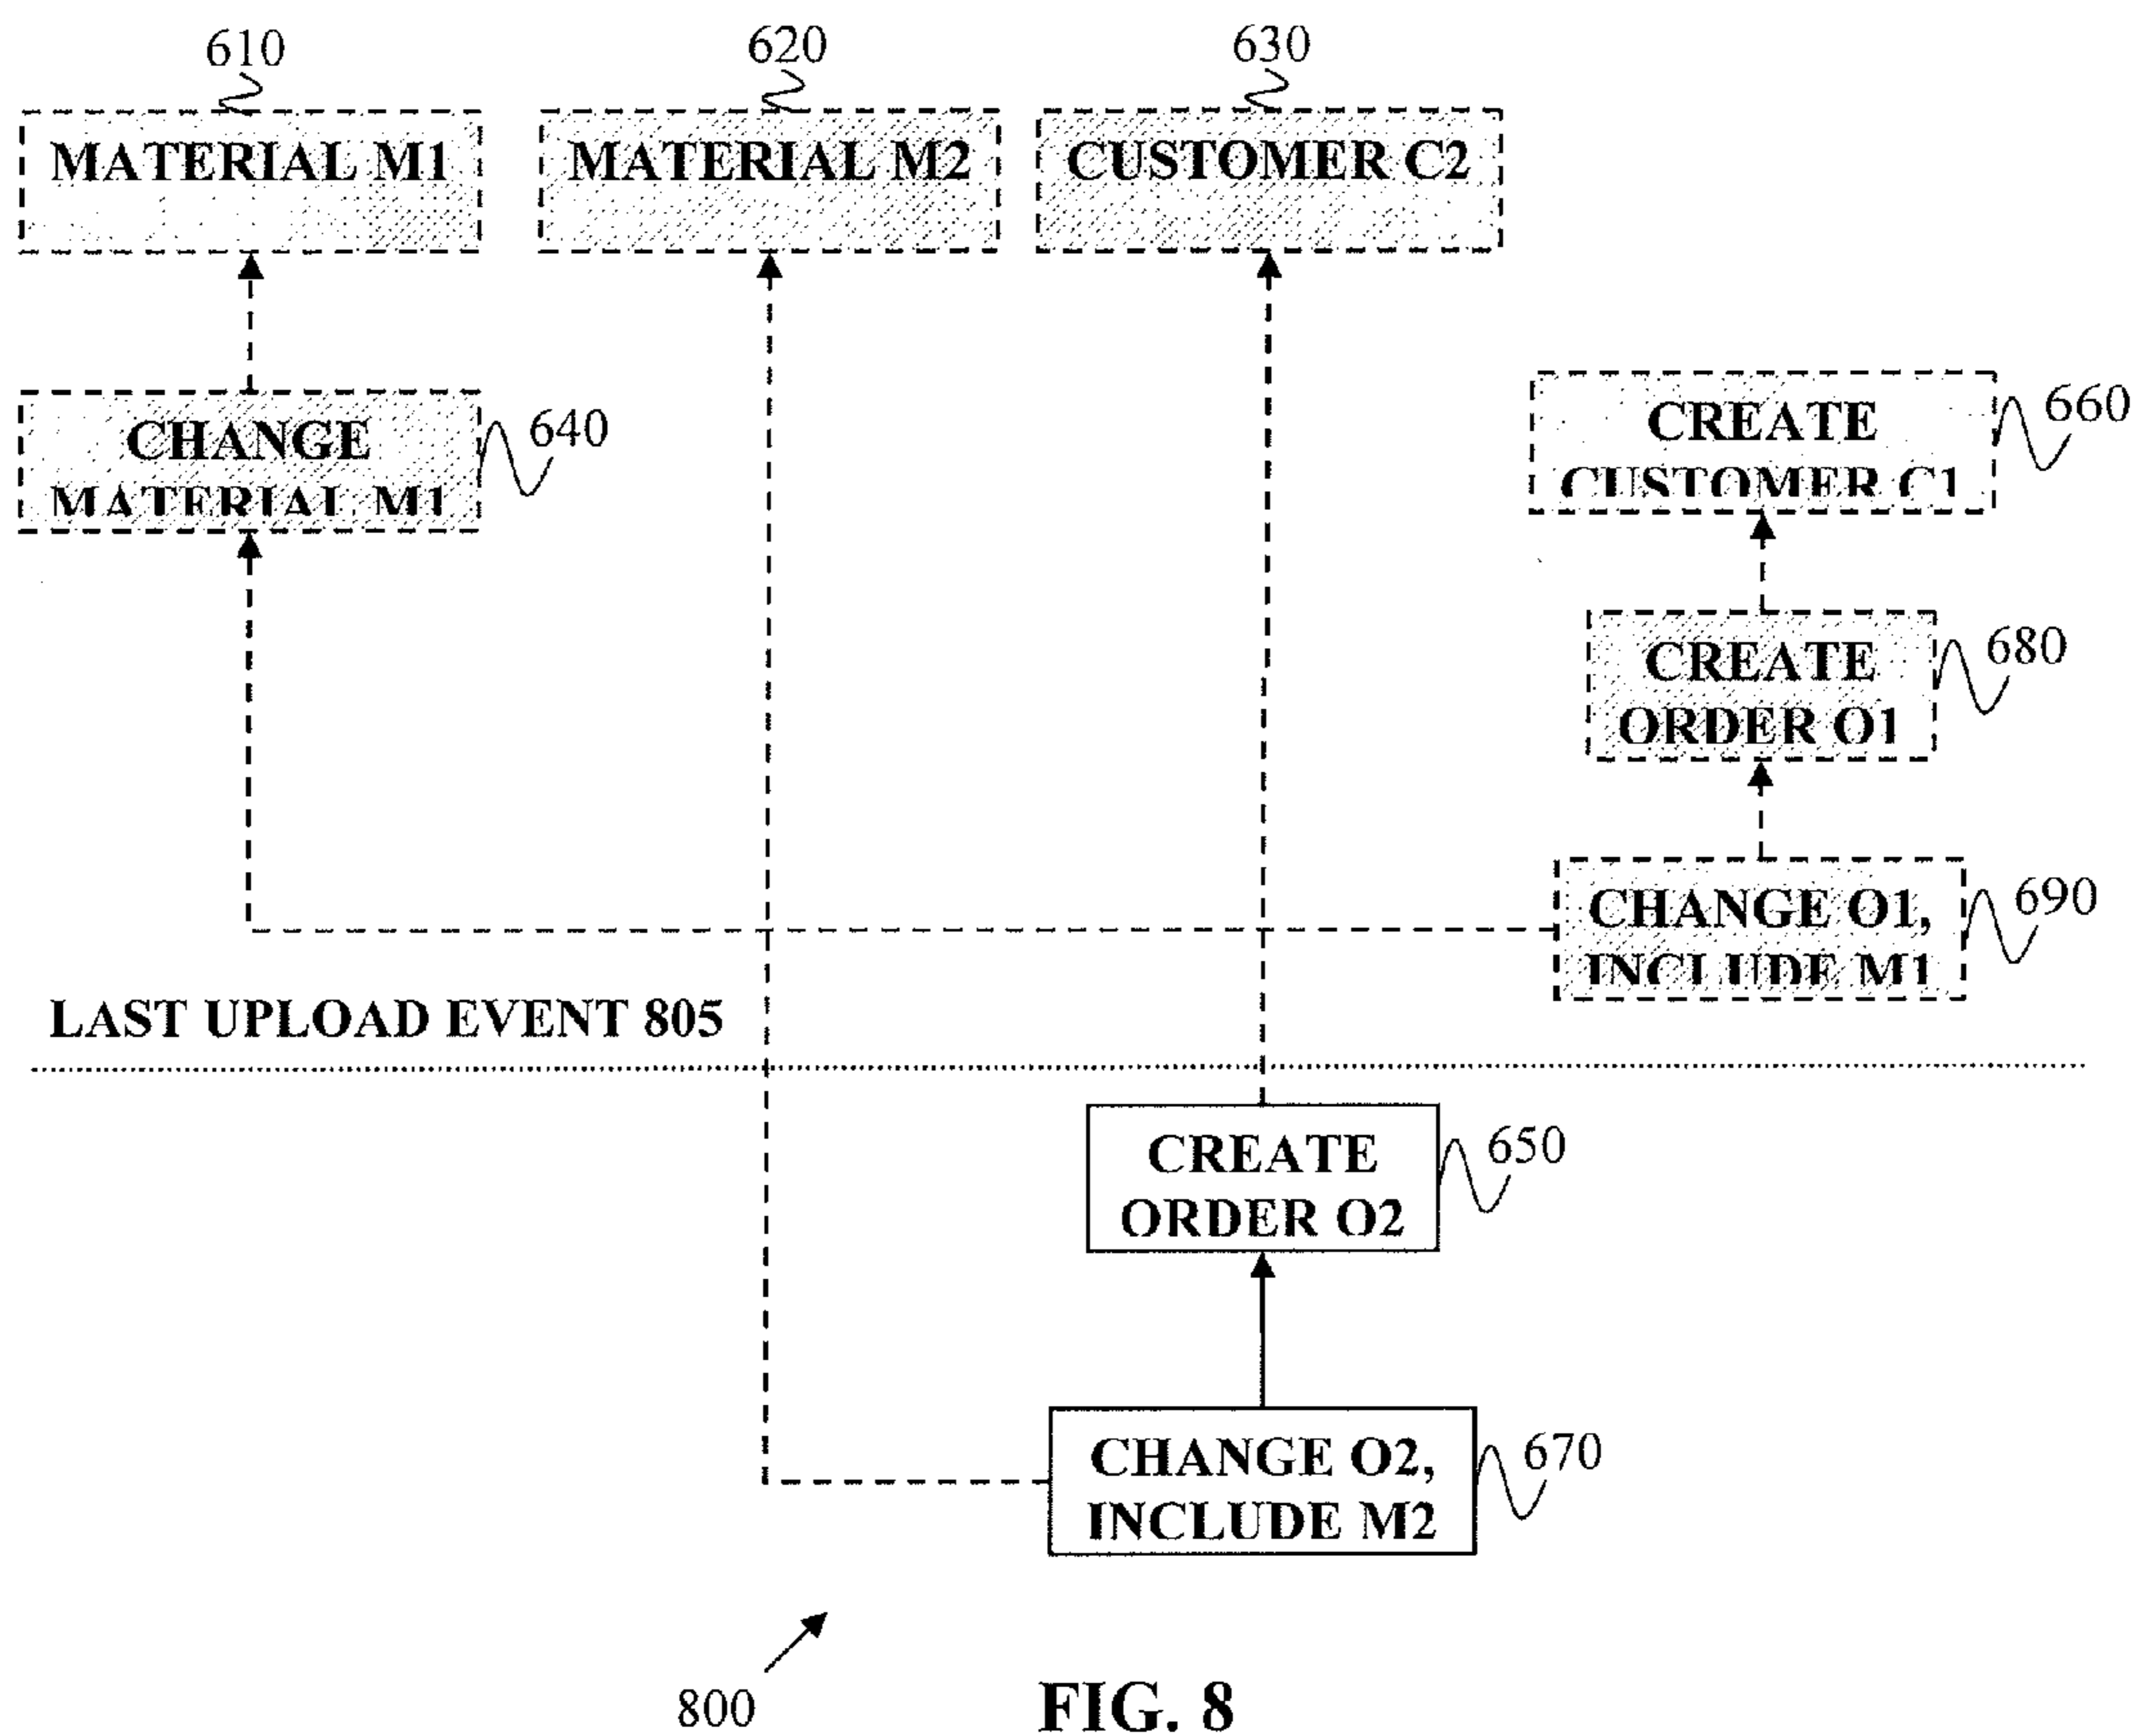 610
620
630
MATERIAL M1
MATERIAL M2
CUSTOMER C2
CHANGE
MATERIAL M1
640
CREATE
CUSTOMER C1
660
CREATE
ORDER O1
680
CHANGE O1,
INCLUDE M1
690
LAST UPLOAD EVENT 805
CREATE
ORDER O2
650
CHANGE O2,
INCLUDE M2
670
800
FIG. 8